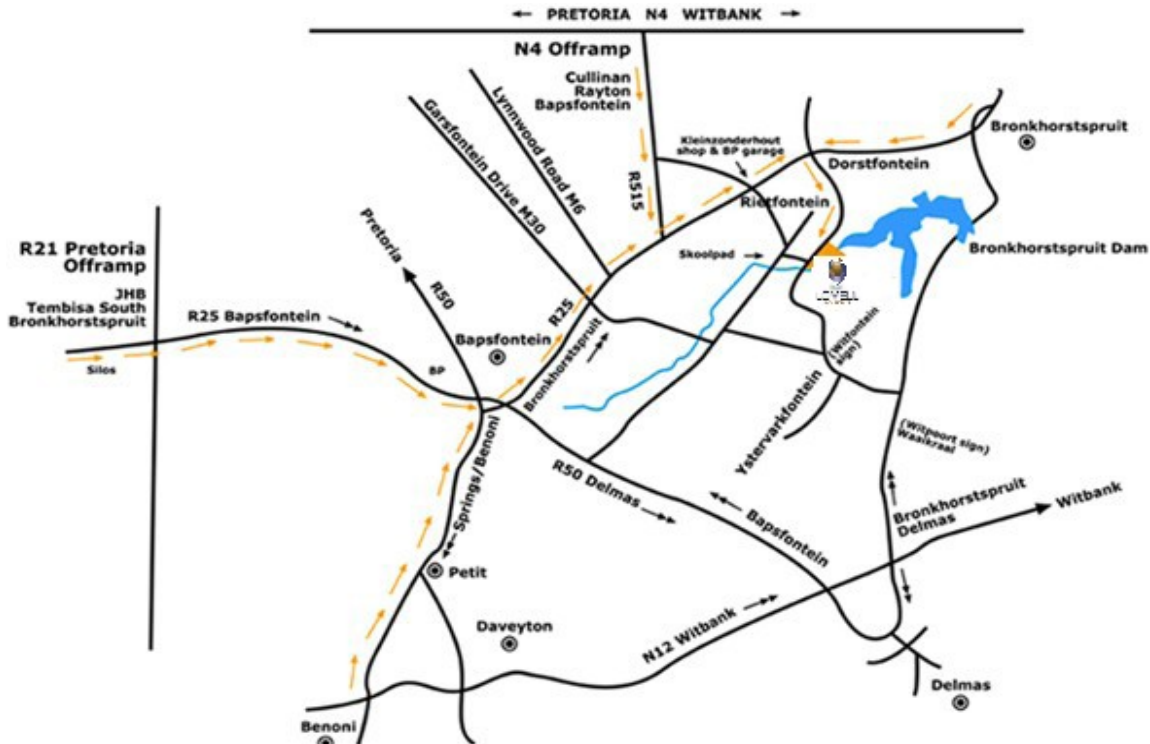 PRETORIA N4 WITBANK
N4 Offramp
Cullinan
Rayton
Bapsfontein
Lynnwood Road M6
Garsfontein Drive M30
R515
Kleinzonderhout
shop & BP garage
Bronkhorstspruit
Dorstfontein
Rietfontein
Pretoria
R50
Skoolpad
Bronkhorstspruit Dam
R21 Pretoria
Offramp
JHB
Tembisa South
Bronkhorstspruit
R25 Bapsfontein
Silos
BP
Bapsfontein
R25
Bronkhorstspruit
(Witfontein
sign)
Ystervarkfontein
(Witpoort sign)
Waaikraal
Springs/Benoni
R50 Delmas
Bapsfontein
Bronkhorstspruit
Delmas
Witbank
Petit
Daveyton
N12 Witbank
Delmas
Benoni